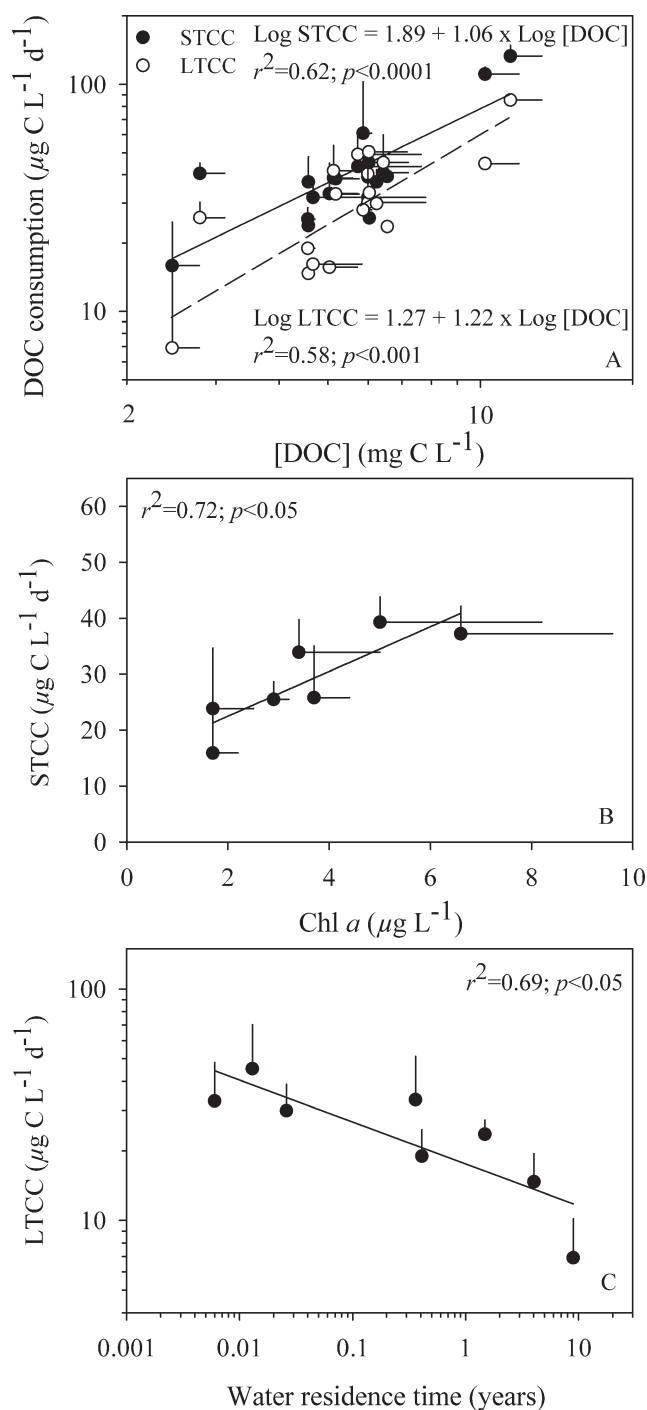 STCC
LTCC
Log STCC = 1.89 + 1.06 x Log [DOC]
r2=0.62; p<0.0001
100
10
DOC consumption (µg C L-1 d-1)
Log LTCC = 1.27 + 1.22 x Log [DOC]
r2=0.58; p<0.001
A
2
10
[DOC] (mg C L-1)
r2=0.72; p<0.05
60
50
40
30
20
10
0
STCC (µg C L-1 d-1)
B
0 2 4 6 8 10
Chl a (µg L-1)
r2=0.69; p<0.05
100
10
LTCC (µg C L-1 d-1)
C
0.001 0.01 0.1 1 10
Water residence time (years)